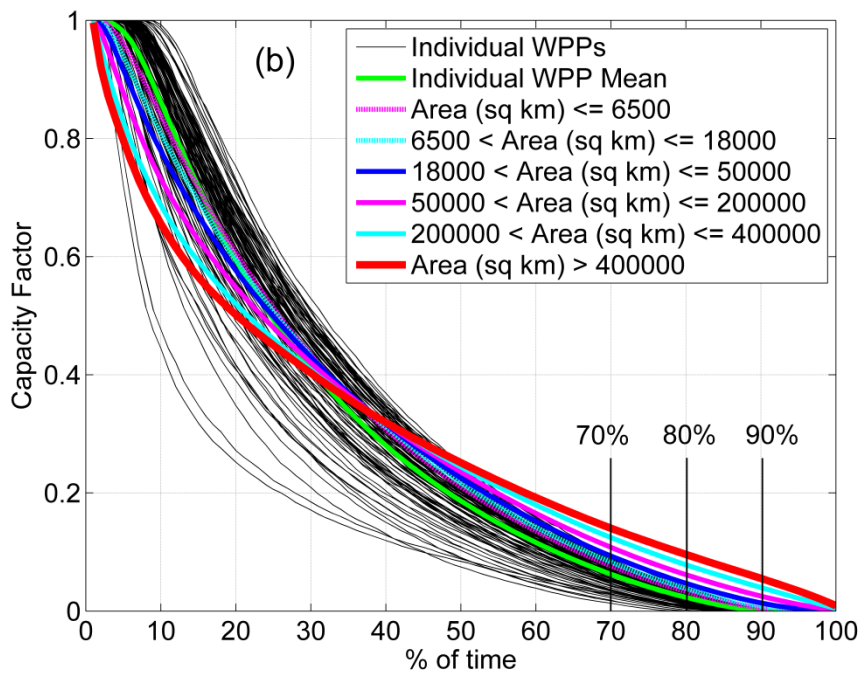 (b)
Individual WPPs
Individual WPP Mean
Area (sq km) <= 6500
6500 < Area (sq km) <= 18000
18000 < Area (sq km) <= 50000
50000 < Area (sq km) <= 200000
200000 < Area (sq km) <= 400000
Area (sq km) > 400000
Capacity Factor
1
0.8
0.6
0.4
0.2
0
70%
80%
90%
0
10
20
30
40
50
60
70
80
90
100
% of time